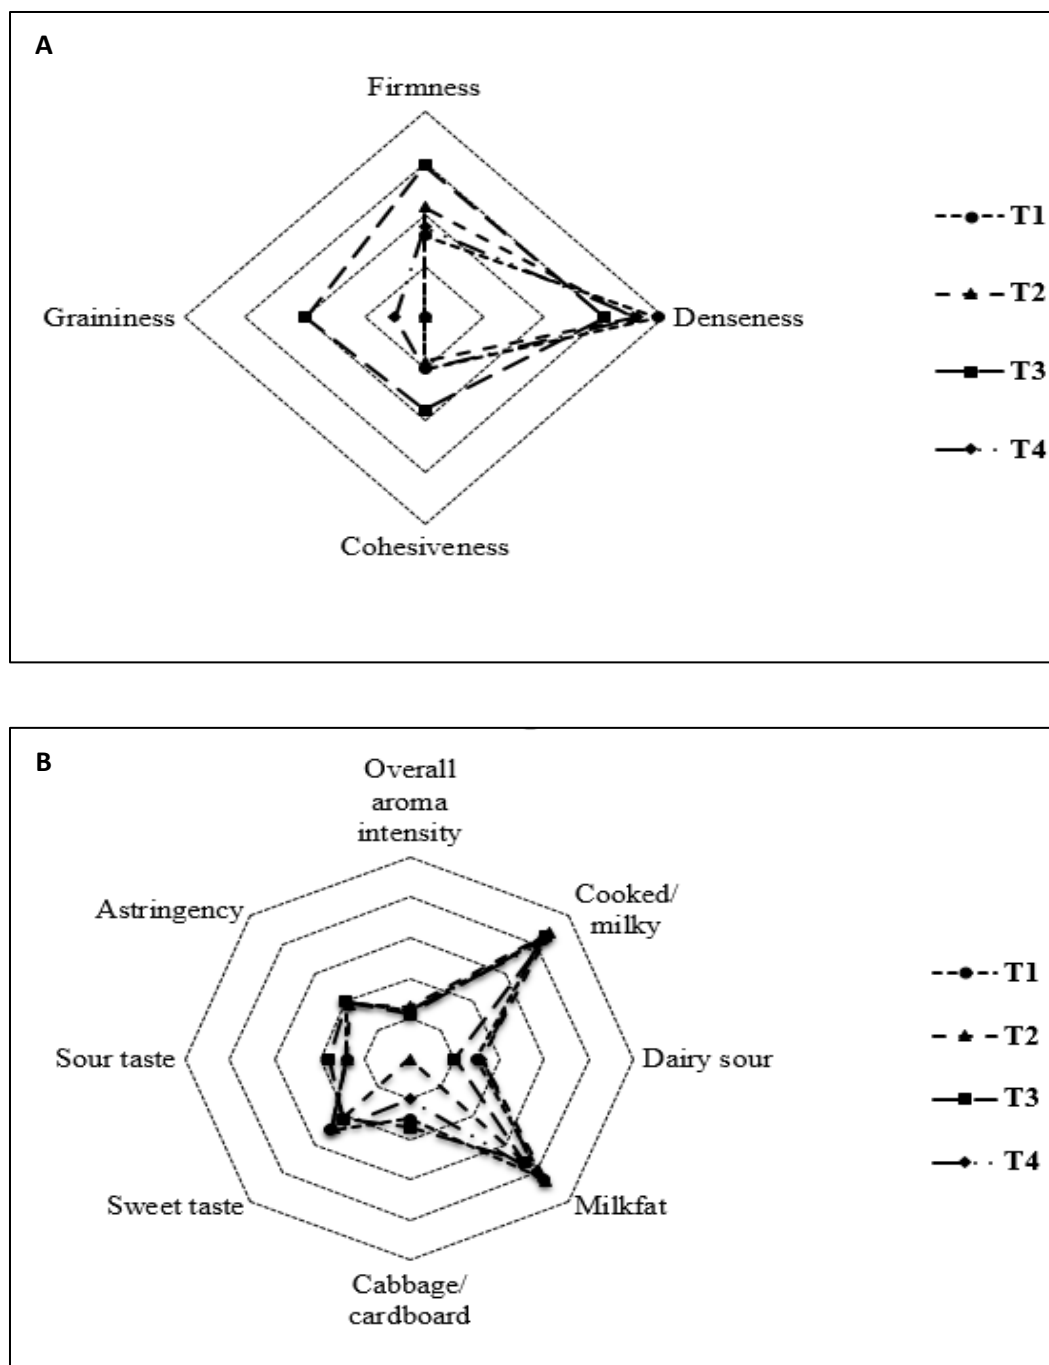 A
Firmness
T1
T2
Graininess
Denseness
T3
T4
Cohesiveness
B
Overall
aroma
intensity
Cooked/
milky
Astringency
T1
T2
Sour taste
Dairy sour
T3
T4
Sweet taste
Milkfat
Cabbage/
cardboard